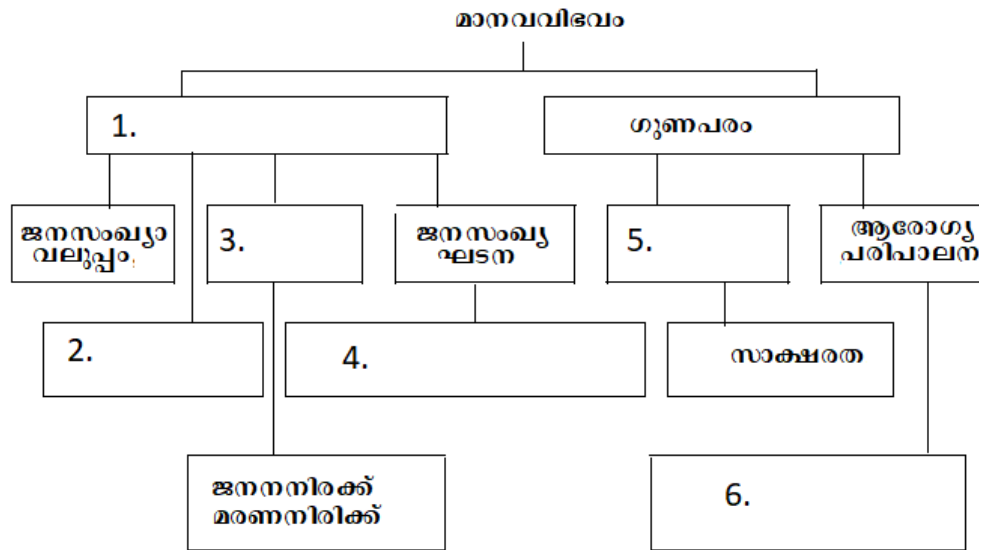 മാനവവിഭവം
1.
ഗുണപരം
ജനസംഖ്യാ
വലുപ്പം
3.
ജനസംഖ്യ
ഘടന
5.
ആരോഗ്യ
പരിപാലന
2.
4.
സാക്ഷരത
ജനനനിരക്ക്
മരണനിരിക്ക്
6.